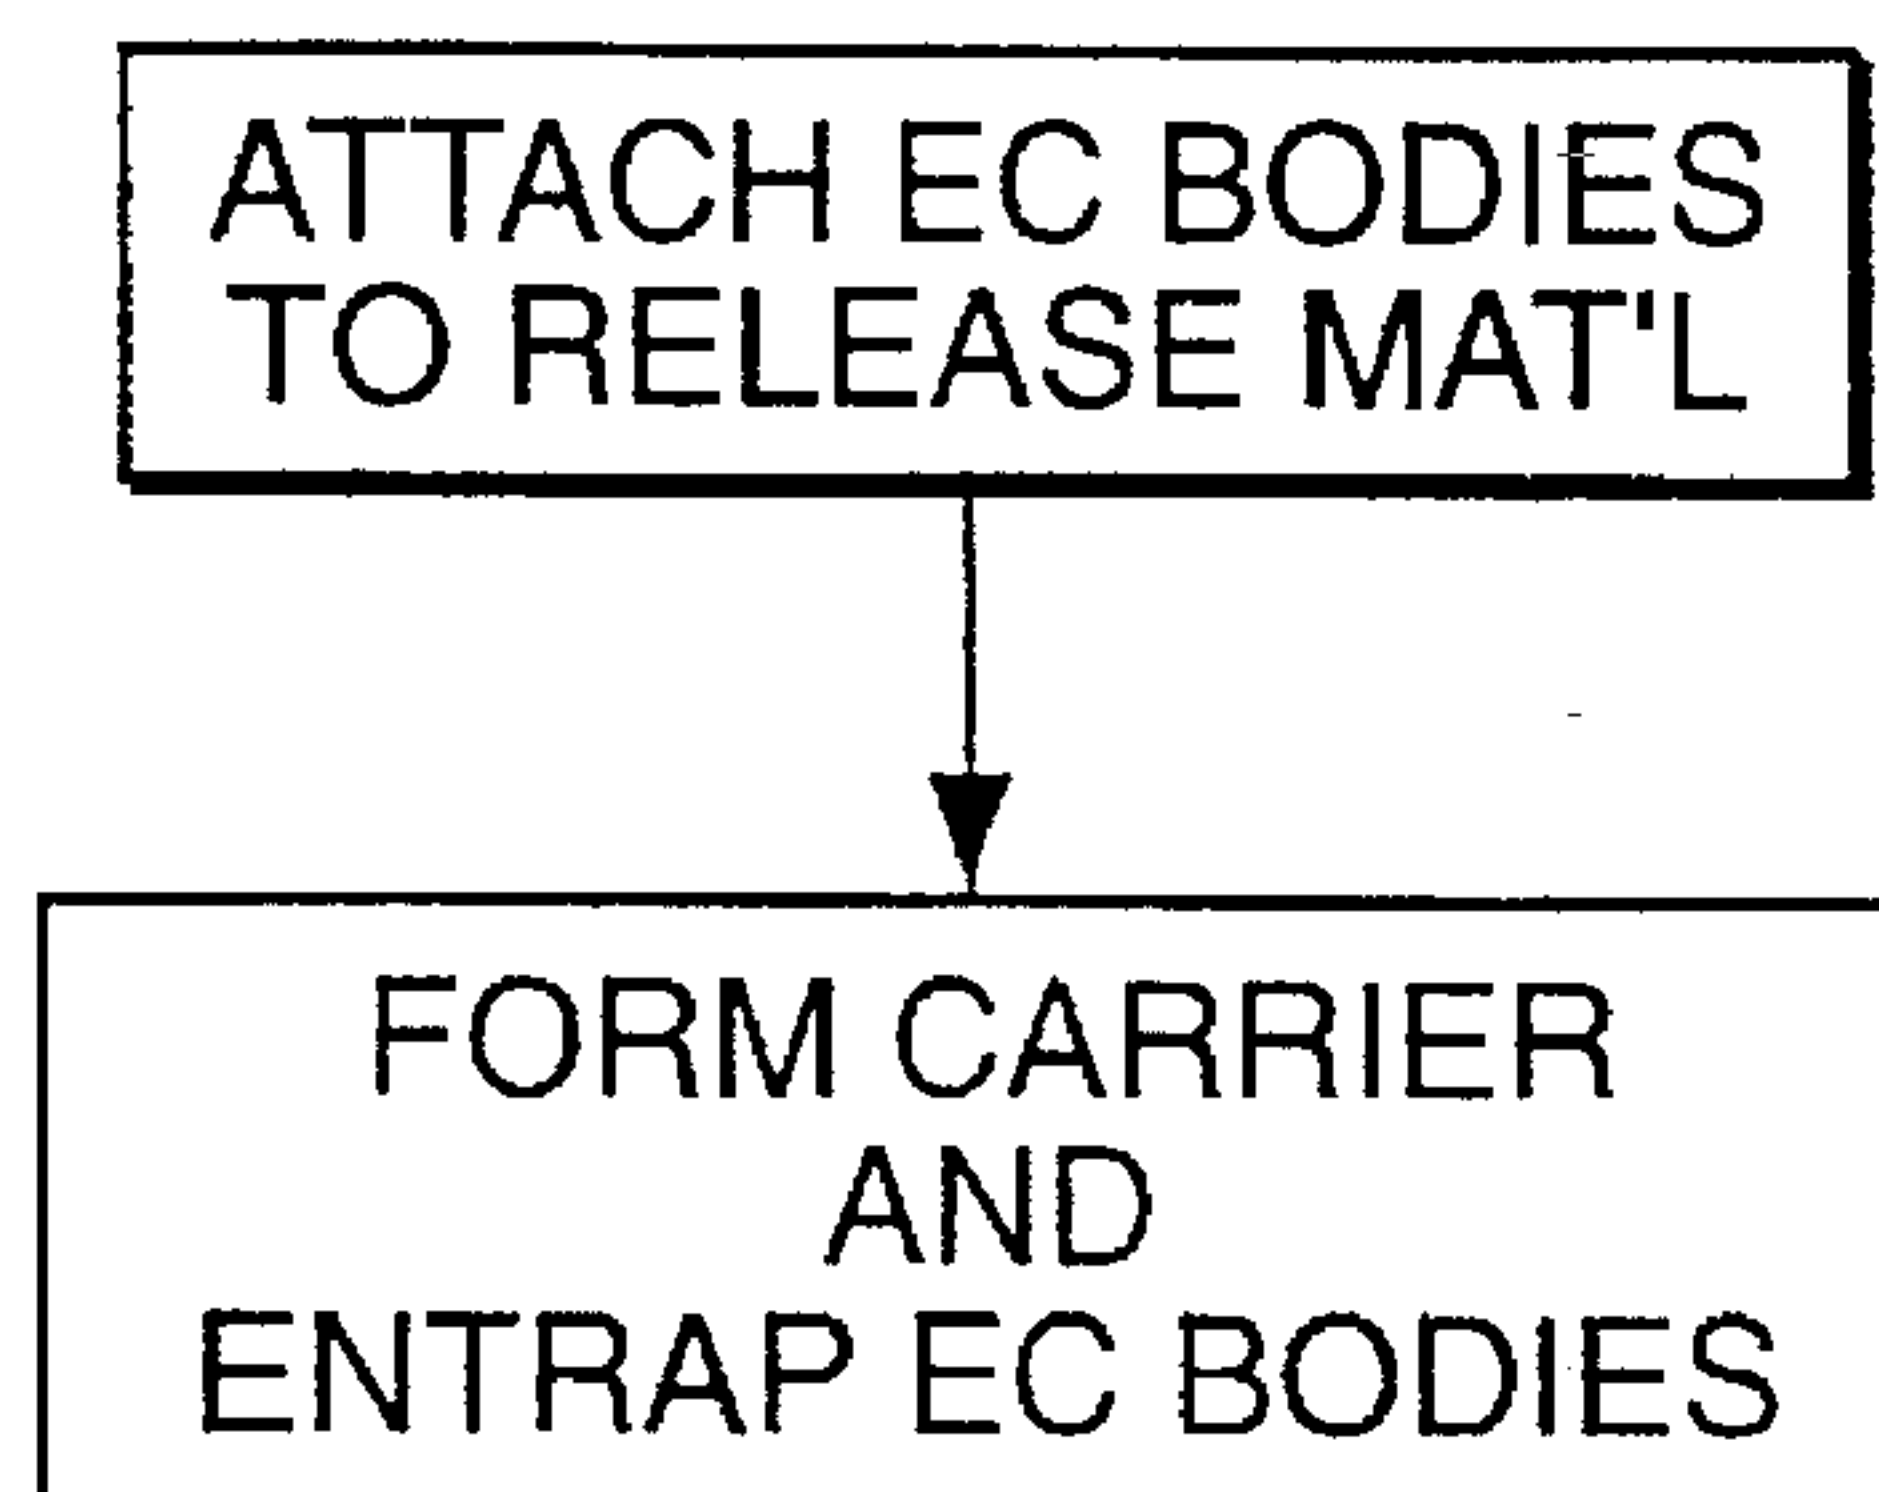 ATTACH EC BODIES
TO RELEASE MAT'L
FORM CARRIER
AND
ENTRAP EC BODIES